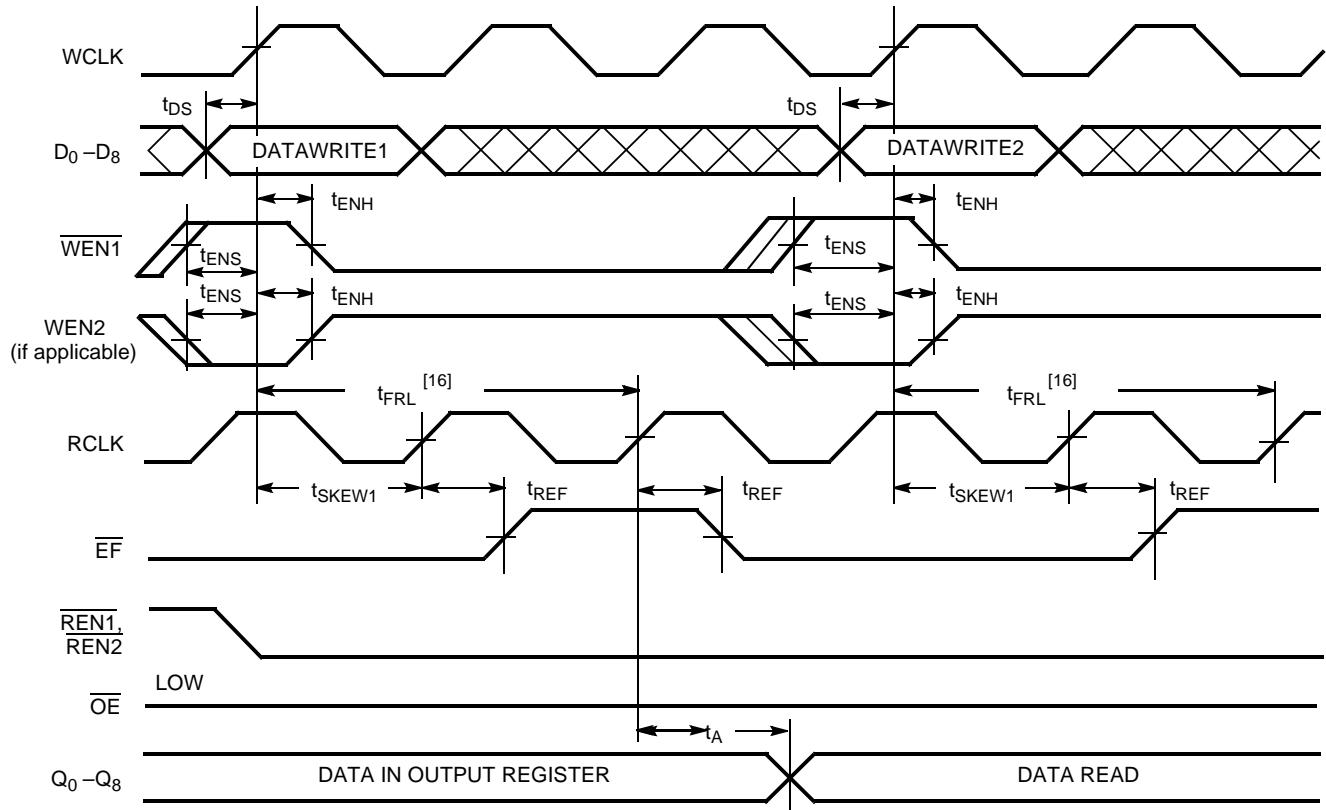 WCLK
tDS tDS
D0 –D8 DATAWRITE1 DATAWRITE2
tENH tENH
WEN1
tENS tENS
tENS tENH tENS tENH
WEN2
(if applicable)
tFRL [16] tFRL [16]
RCLK
tSKEW1 tREF tREF tSKEW1 tREF
EF
REN1,
REN2
LOW
OE
tA
Q0 –Q8 DATA IN OUTPUT REGISTER DATA READ